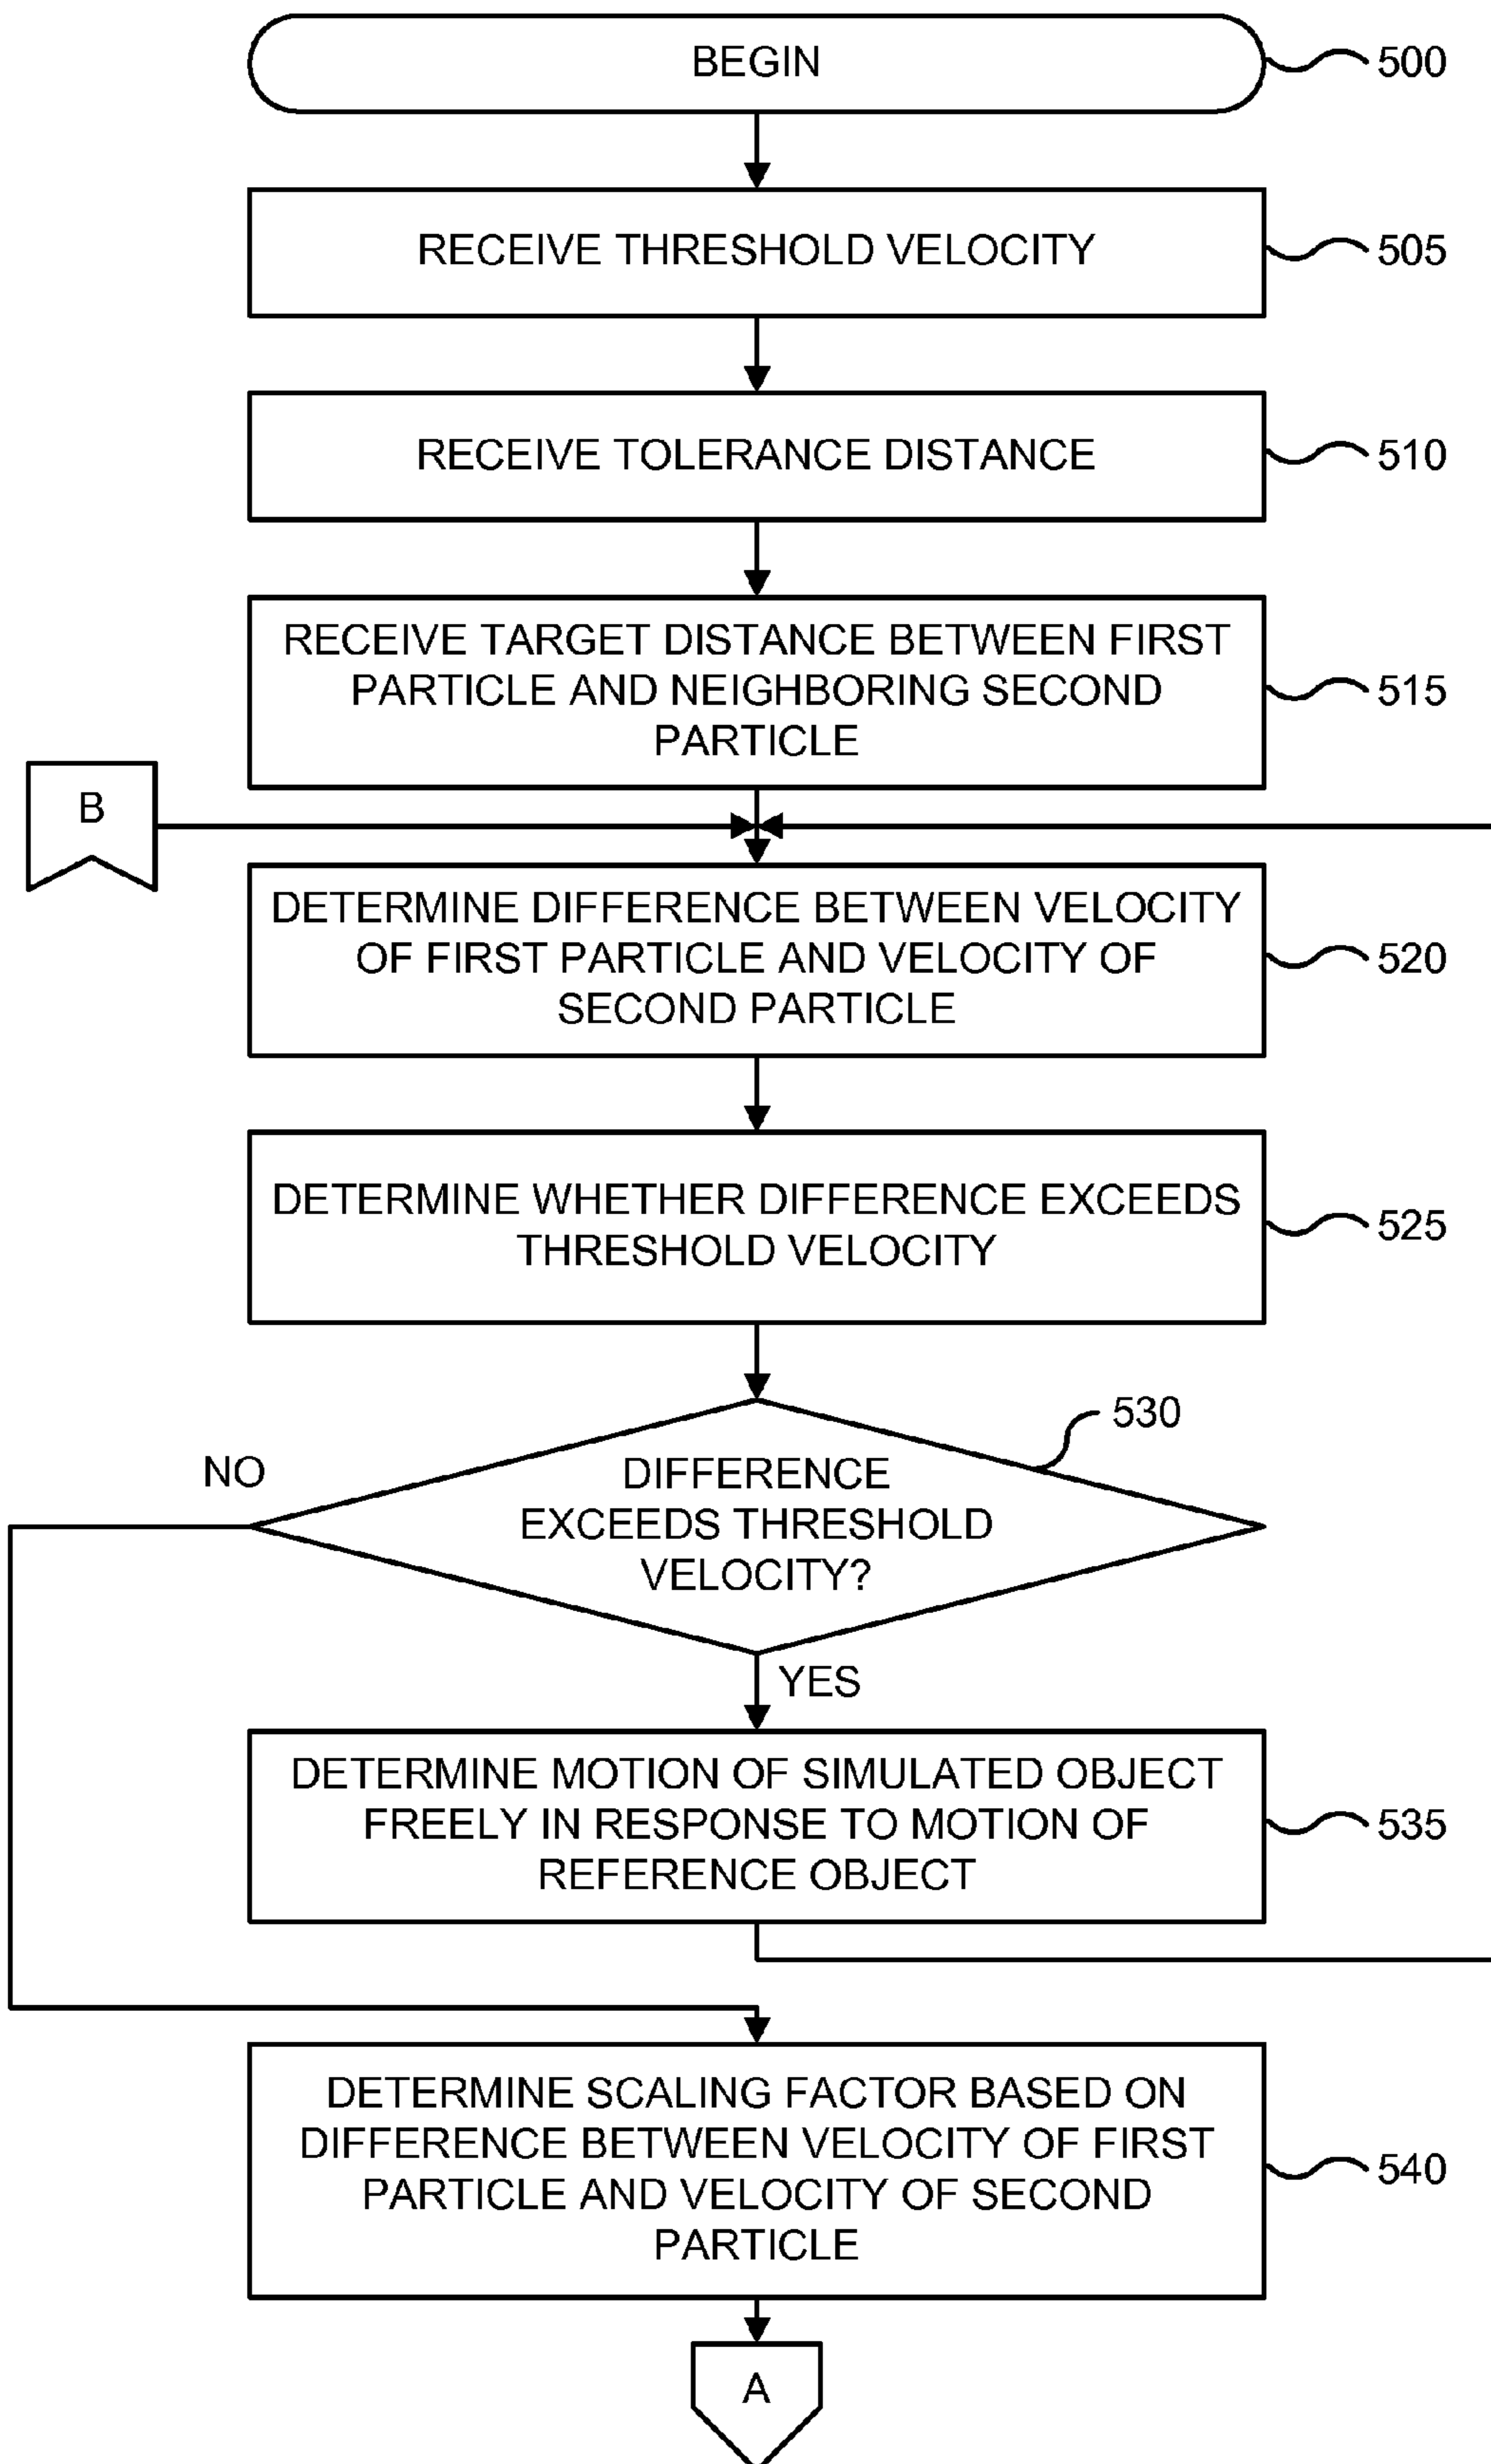 BEGIN
500
RECEIVE THRESHOLD VELOCITY
505
RECEIVE TOLERANCE DISTANCE
510
RECEIVE TARGET DISTANCE BETWEEN FIRST
PARTICLE AND NEIGHBORING SECOND
PARTICLE
515
B
DETERMINE DIFFERENCE BETWEEN VELOCITY
OF FIRST PARTICLE AND VELOCITY OF
SECOND PARTICLE
520
DETERMINE WHETHER DIFFERENCE EXCEEDS
THRESHOLD VELOCITY
525
530
NO
DIFFERENCE
EXCEEDS THRESHOLD
VELOCITY?
YES
DETERMINE MOTION OF SIMULATED OBJECT
FREELY IN RESPONSE TO MOTION OF
REFERENCE OBJECT
535
DETERMINE SCALING FACTOR BASED ON
DIFFERENCE BETWEEN VELOCITY OF FIRST
PARTICLE AND VELOCITY OF SECOND
PARTICLE
540
A